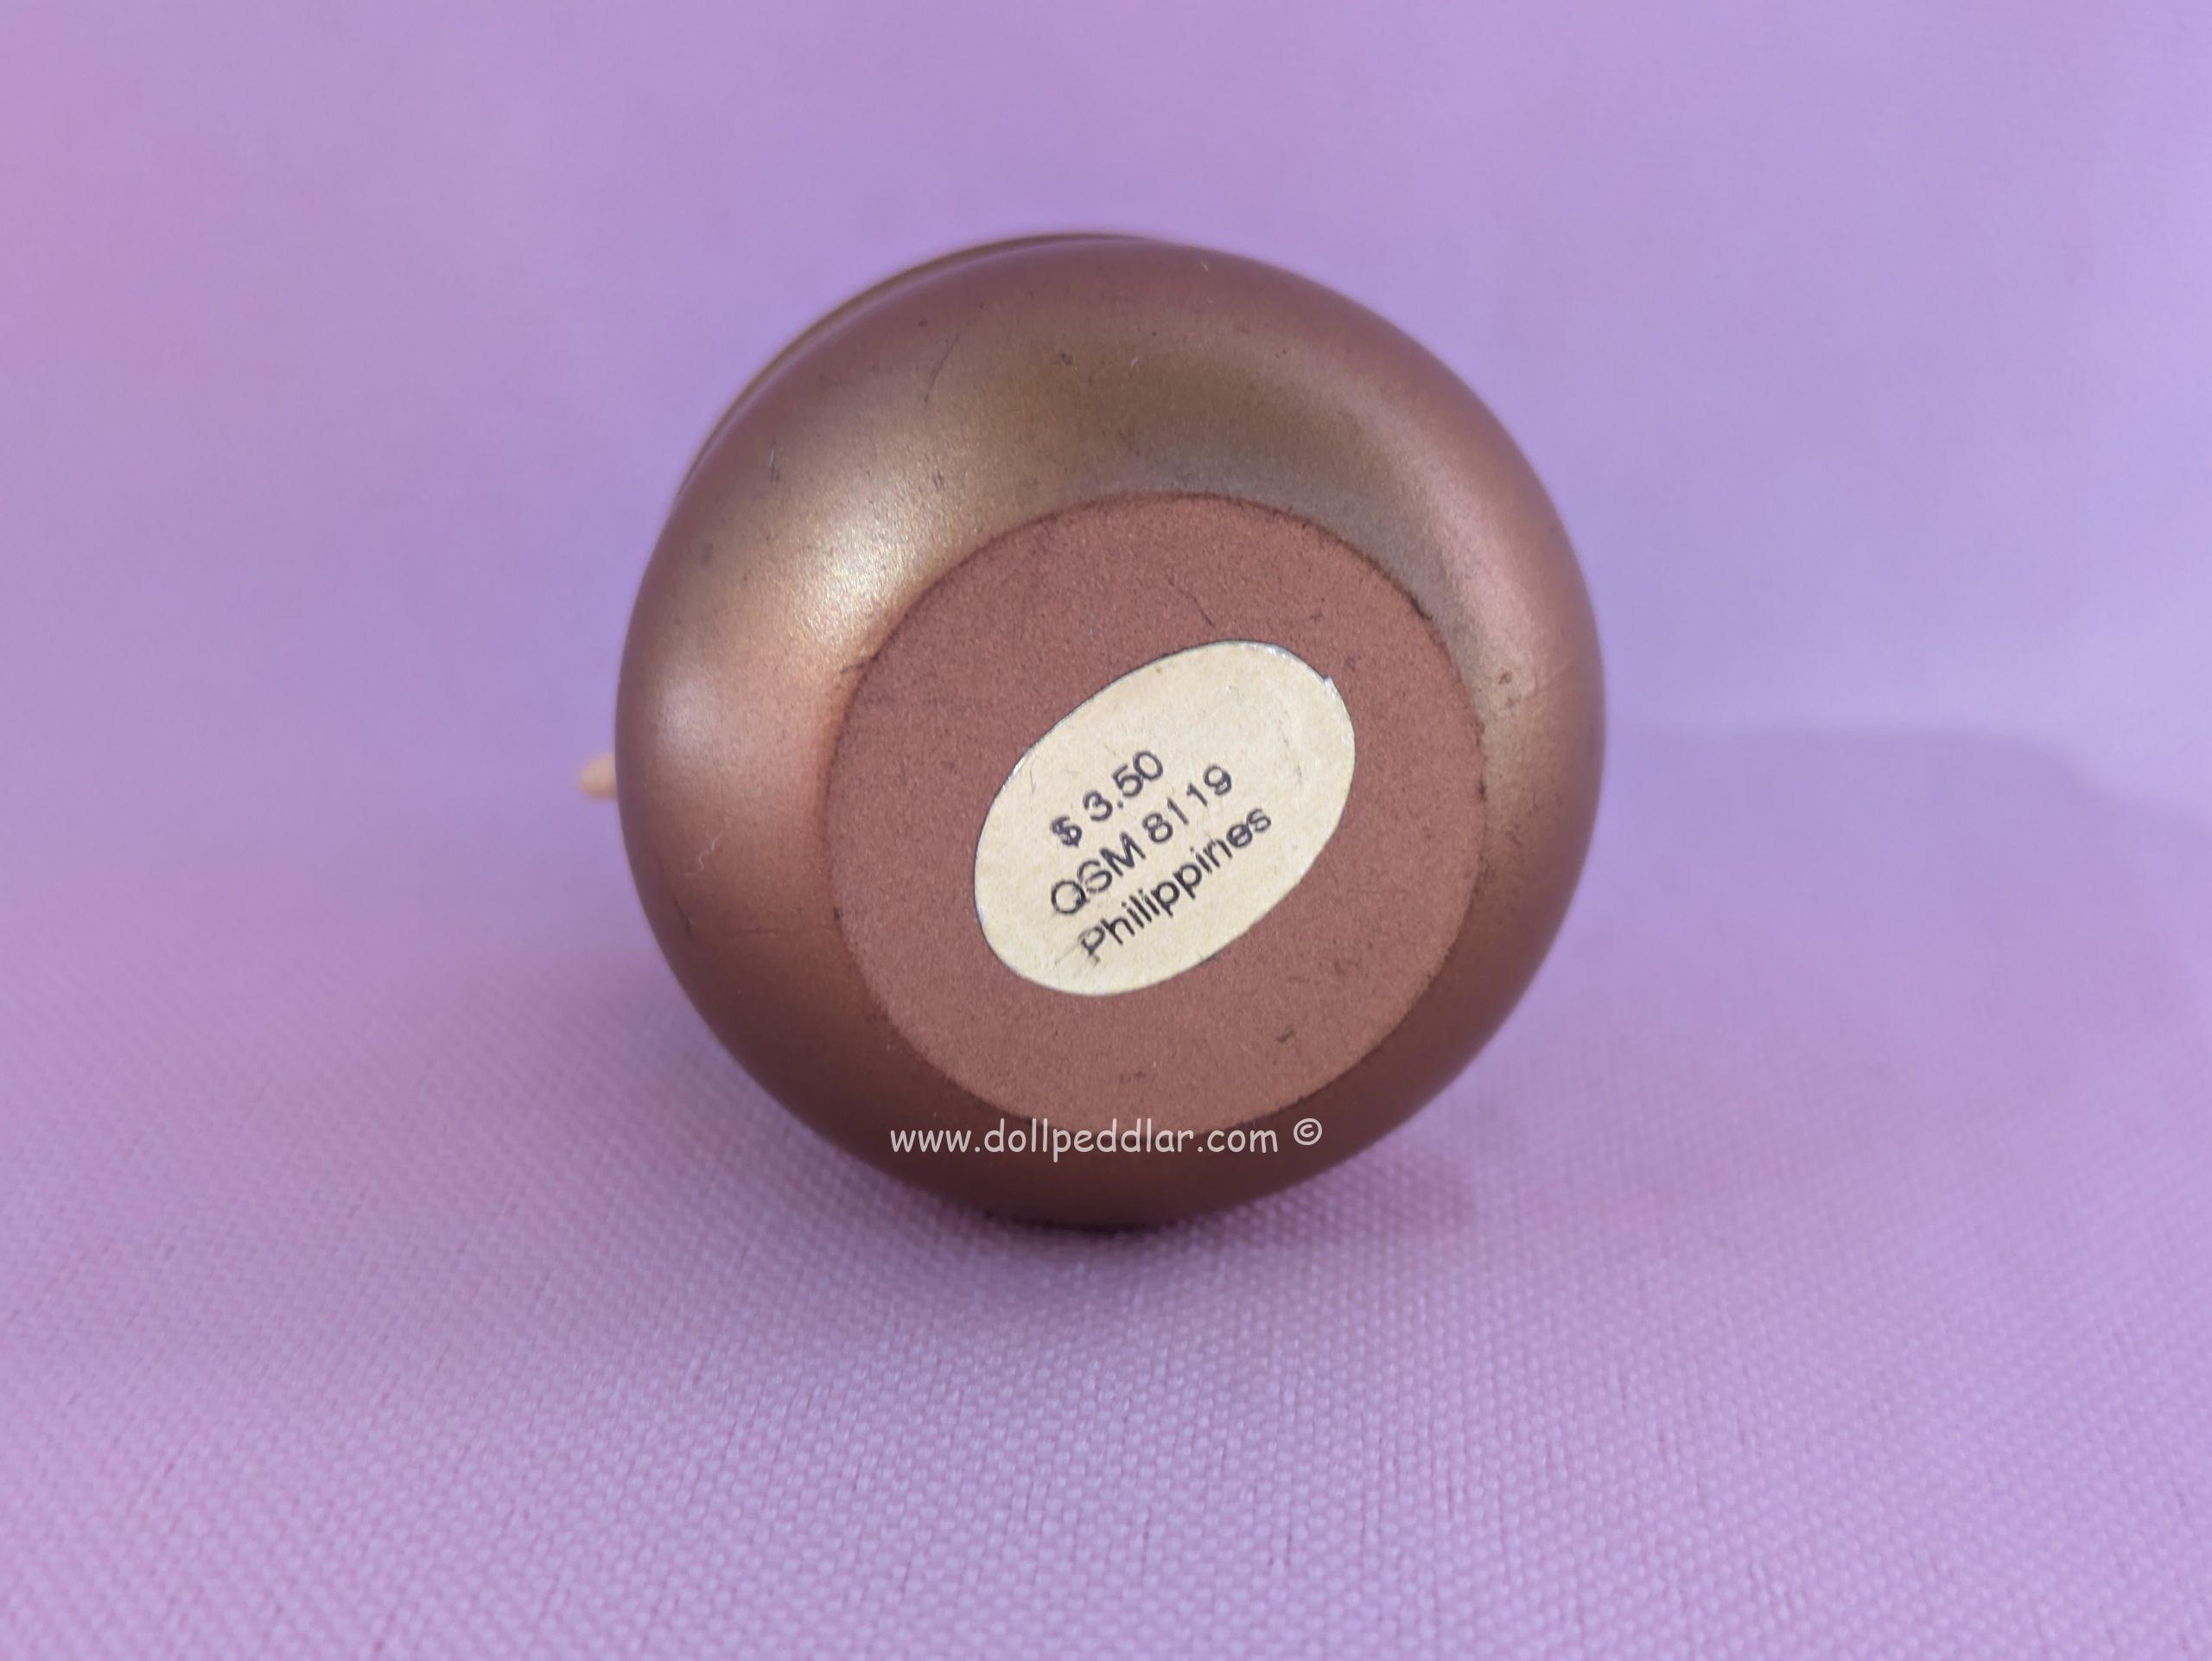 $ 3.50
QSM 8119
Philippines
www.dollpeddlar.com ©